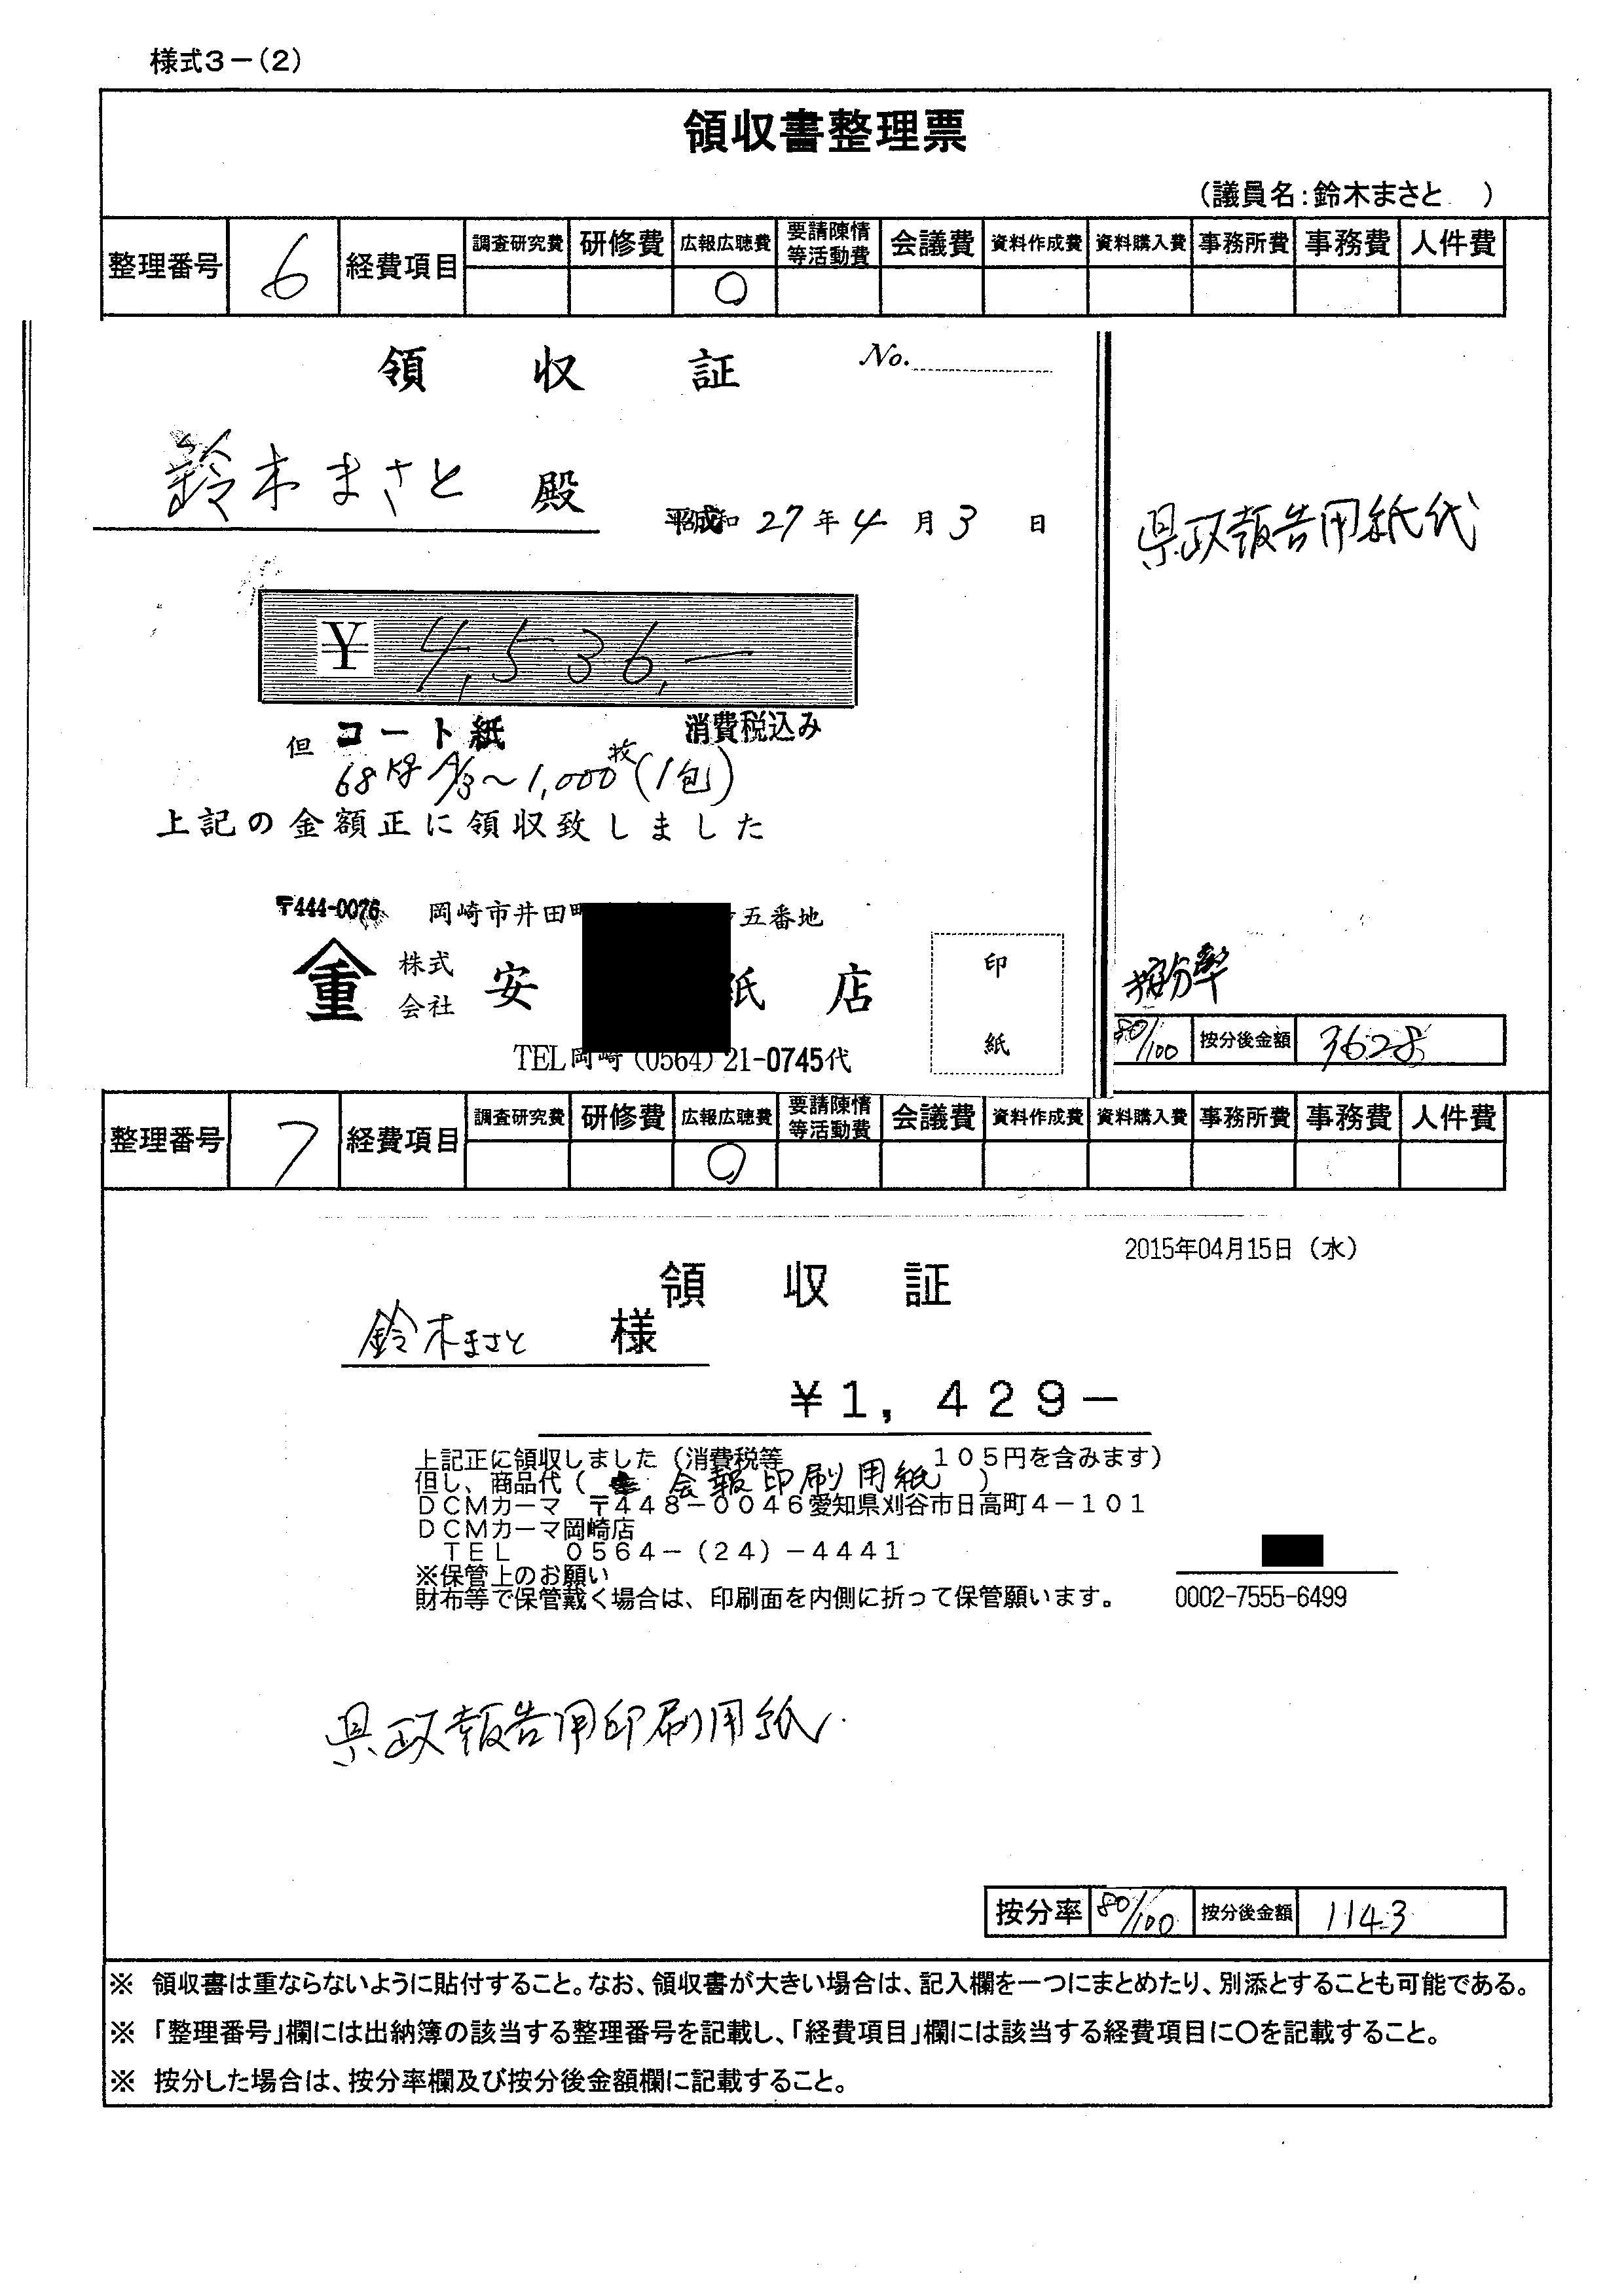 様式3-(2)
領収書整理票
(議員名:鈴木まさと )
整理番号 6 経費項目 調査研究費 研修費 広報広聴費 要請陳情等活動費 会議費 資料作成費 資料購入費 事務所費 事務費 人件費
○
領 収 証 No.
鈴木まさと 殿
平成 27年4月3日
県政報告用紙代
¥4,536.-
但 コート紙 消費税込み
68kg A/3~1,000枚(1包)
上記の金額正に領収致しました
〒444-0076 岡崎市井田町 五番地
重 株式会社 安 紙店
印紙
TEL岡崎(0564)21-0745代
按分率
80/100 按分後金額 3628
整理番号 7 経費項目 調査研究費 研修費 広報広聴費 要請陳情等活動費 会議費 資料作成費 資料購入費 事務所費 事務費 人件費
○
2015年04月15日(水)
領 収 証
鈴木まさと 様
¥1,429-
上記正に領収しました(消費税等 105円を含みます)
但し、商品代( 会報印刷用紙 )
DCMカーマ 〒448-0046愛知県刈谷市日高町4-101
DCMカーマ岡崎店
TEL 0564-(24)-4441
※保管上のお願い
財布等で保管戴く場合は、印刷面を内側に折って保管願います。
0002-7555-6499
県政報告用印刷用紙.
按分率 80/100 按分後金額 1143
※ 領収書は重ならないように貼付すること。なお、領収書が大きい場合は、記入欄を一つにまとめたり、別添とすることも可能である。
※ 「整理番号」欄には出納簿の該当する整理番号を記載し、「経費項目」欄には該当する経費項目に○を記載すること。
※ 按分した場合は、按分率欄及び按分後金額欄に記載すること。